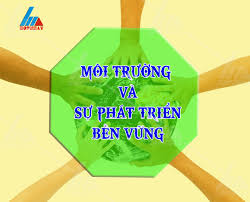 MÔI TRƯỜNG
VÀ
SỰ PHÁT TRIỂN
BỀN VỮNG